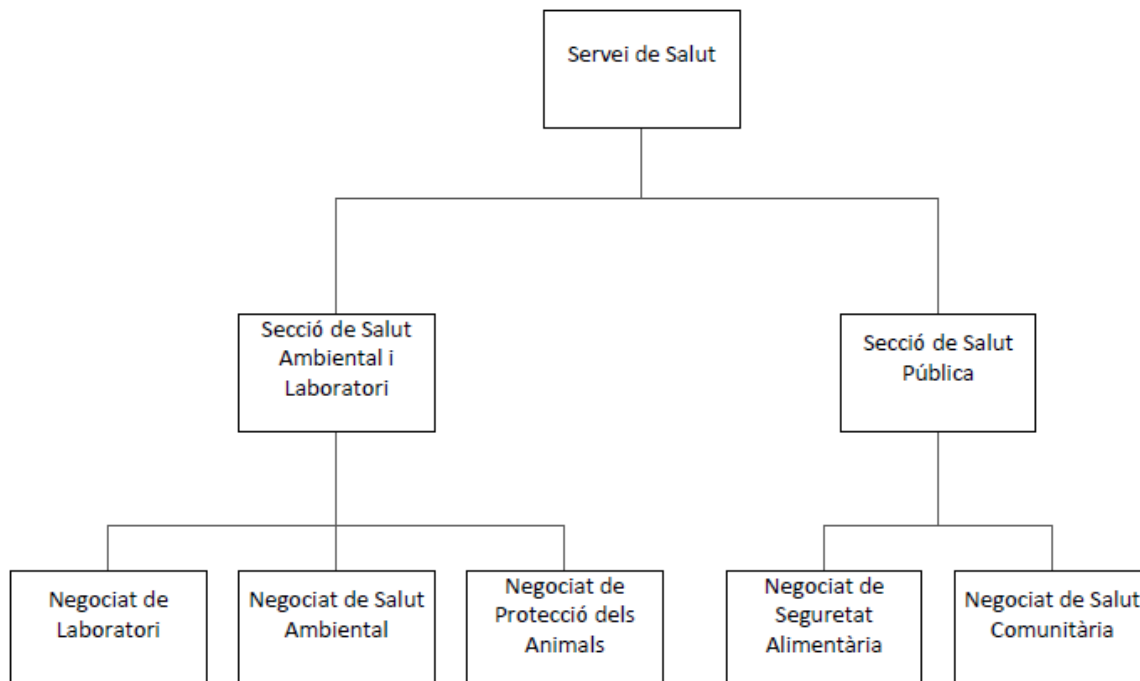 Servei de Salut
Secció de Salut
Ambiental i
Laboratori
Secció de Salut
Pública
Negociat de
Laboratori
Negociat de Salut
Ambiental
Negociat de
Protecció dels
Animals
Negociat de
Seguretat
Alimentària
Negociat de Salut
Comunitària